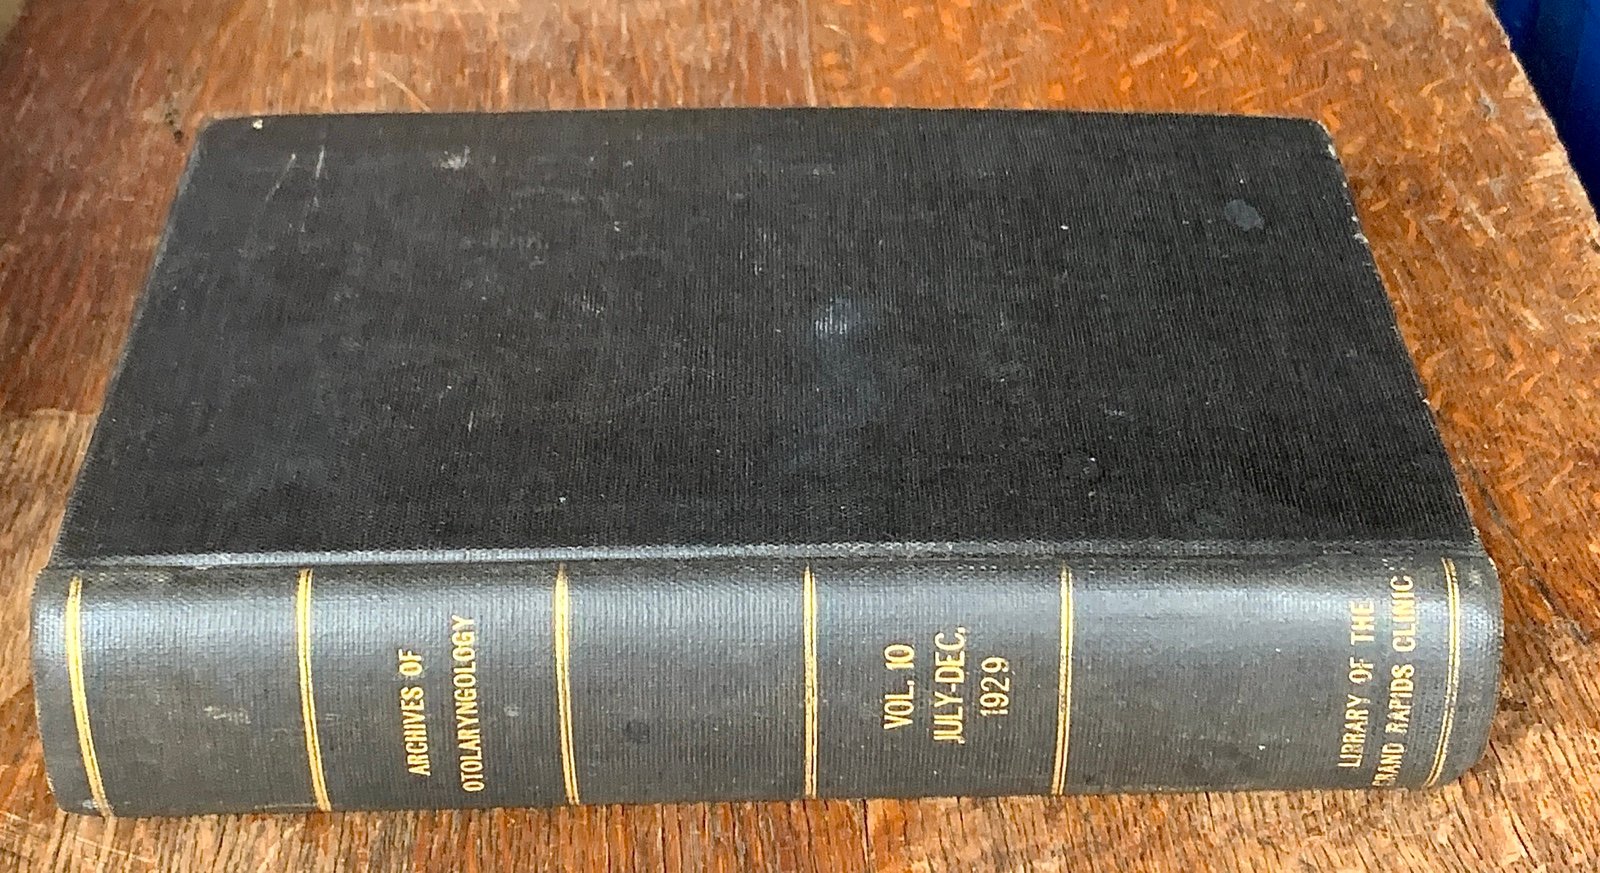 ARCHIVES OF
OTOLARYNGOLOGY
VOL. 10
JULY-DEC.
1929
LIBRARY OF THE
GRAND RAPIDS CLINIC